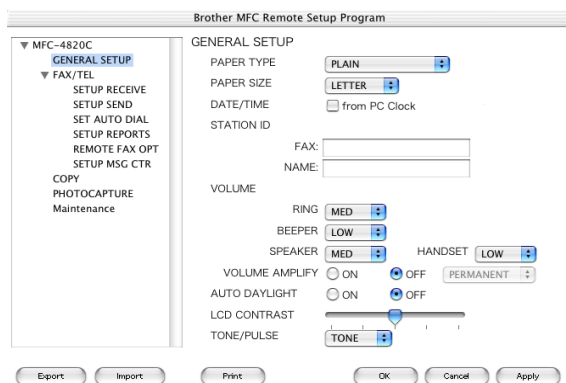 Brother MFC Remote Setup Program
MFC-4820C
GENERAL SETUP
FAX/TEL
SETUP RECEIVE
SETUP SEND
SET AUTO DIAL
SETUP REPORTS
REMOTE FAX OPT
SETUP MSG CTR
COPY
PHOTOCAPTURE
Maintenance
GENERAL SETUP
PAPER TYPE PLAIN
PAPER SIZE LETTER
DATE/TIME from PC Clock
STATION ID
FAX:
NAME:
VOLUME
RING MED
BEEPER LOW
SPEAKER MED HANDSET LOW
VOLUME AMPLIFY ON OFF PERMANENT
AUTO DAYLIGHT ON OFF
LCD CONTRAST
TONE/PULSE TONE
Export Import Print OK Cancel Apply